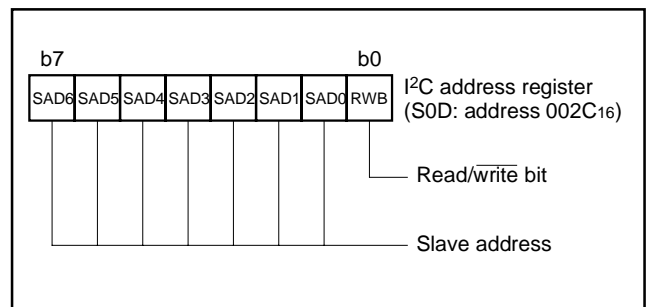 b7 b0
SAD6 SAD5 SAD4 SAD3 SAD2 SAD1 SAD0 RWB
I²C address register
(S0D: address 002C₁₆)
Read/w̅r̅i̅t̅e̅ bit
Slave address